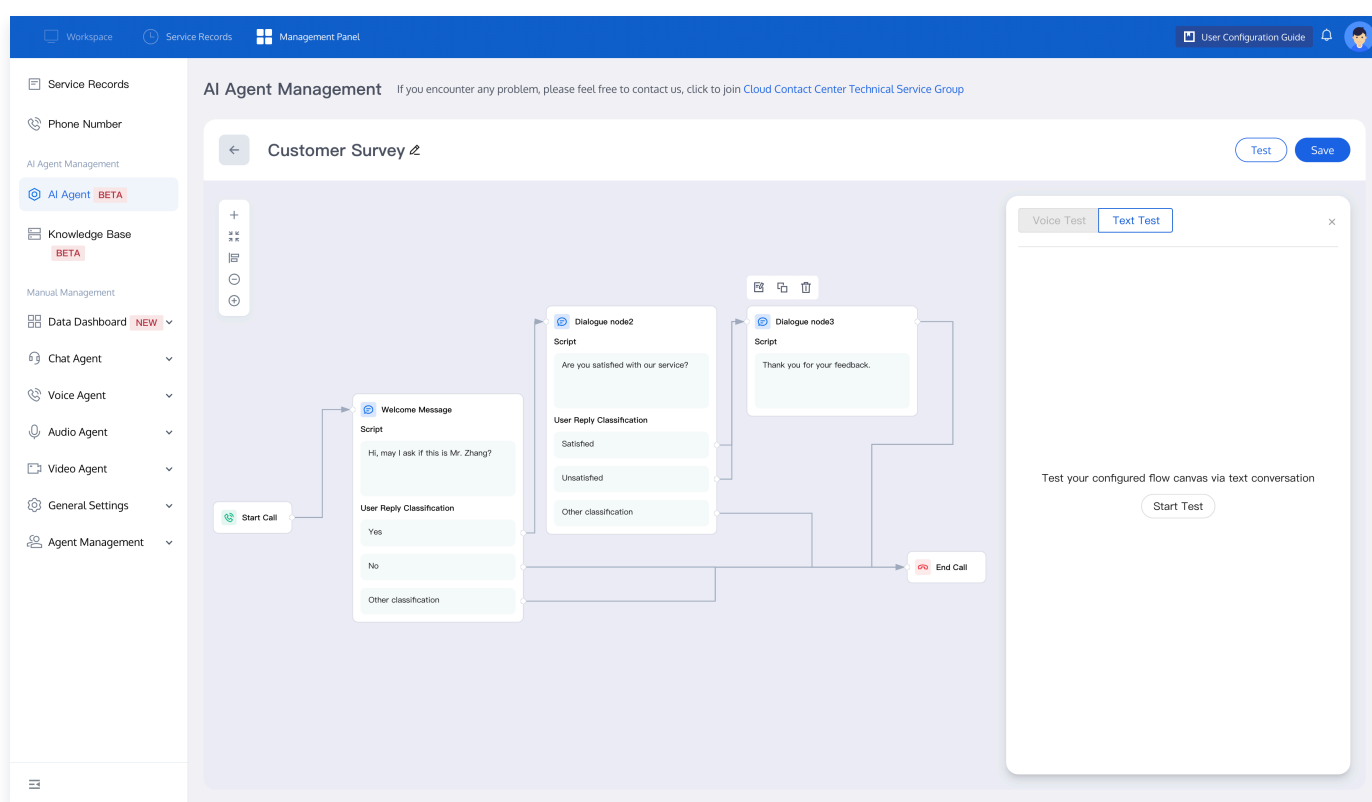 Workspace
Service Records
Management Panel
User Configuration Guide
Service Records
Phone Number
AI Agent Management
AI Agent BETA
Knowledge Base
BETA
Manual Management
Data Dashboard NEW
Chat Agent
Voice Agent
Audio Agent
Video Agent
General Settings
Agent Management
AI Agent Management If you encounter any problem, please feel free to contact us, click to join Cloud Contact Center Technical Service Group
Customer Survey
Test
Save
Start Call
Welcome Message
Script
Hi, may I ask if this is Mr. Zhang?
User Reply Classification
Yes
No
Other classification
Dialogue node2
Script
Are you satisfied with our service?
User Reply Classification
Satisfied
Unsatisfied
Other classification
Dialogue node3
Script
Thank you for your feedback.
End Call
Voice Test
Text Test
Test your configured flow canvas via text conversation
Start Test